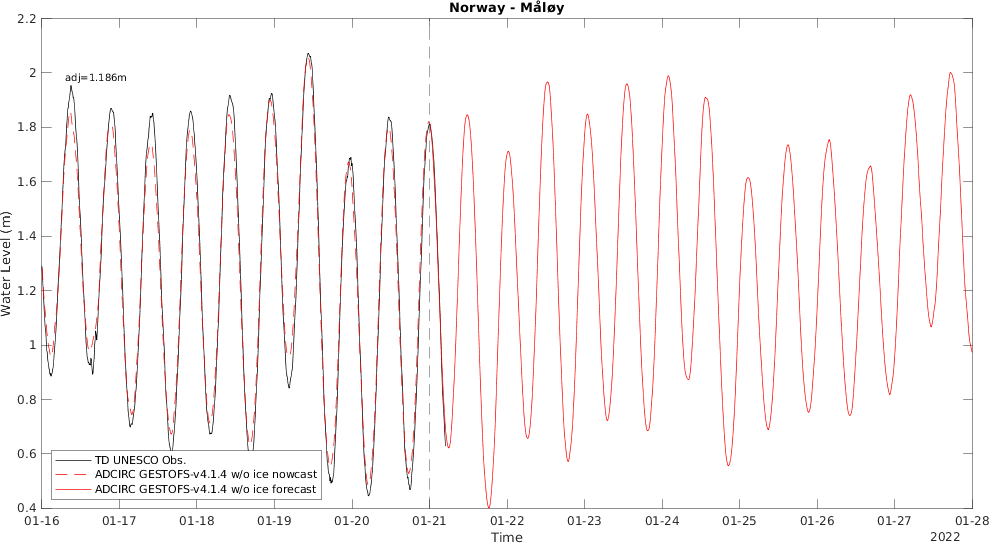 Norway - Måløy
2.2
2
1.8
1.6
1.4
1.2
1
0.8
0.6
0.4
Water Level (m)
adj=1.186m
TD UNESCO Obs.
ADCIRC GESTOFS-v4.1.4 w/o ice nowcast
ADCIRC GESTOFS-v4.1.4 w/o ice forecast
01-16 01-17 01-18 01-19 01-20 01-21 01-22 01-23 01-24 01-25 01-26 01-27 01-28
Time
2022